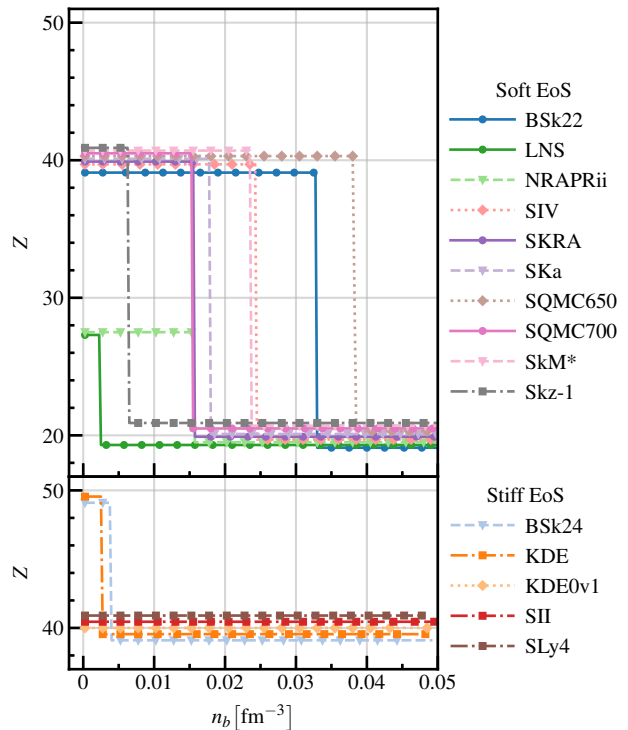 50
40
30
20
Z
Soft EoS
BSk22
LNS
NRAPRii
SIV
SKRA
SKa
SQMC650
SQMC700
SkM*
Skz-1
50
40
Z
Stiff EoS
BSk24
KDE
KDE0v1
SII
SLy4
0 0.01 0.02 0.03 0.04 0.05
n_b [fm⁻³]